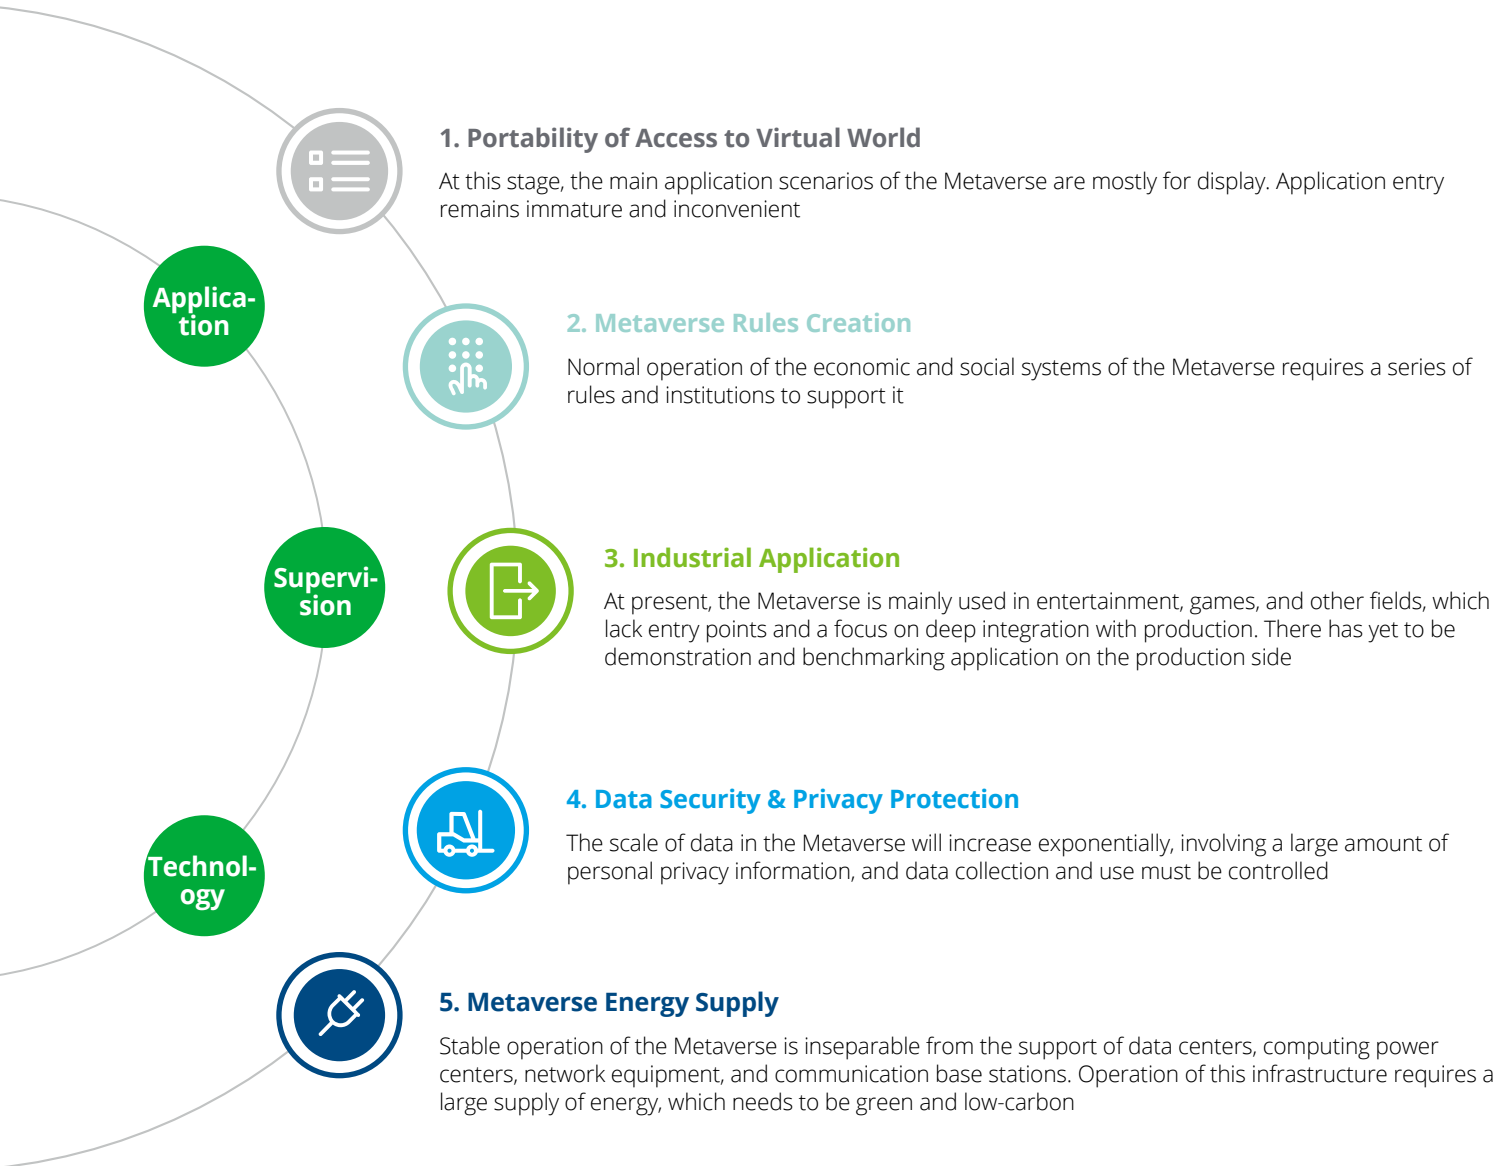 1. Portability of Access to Virtual World
At this stage, the main application scenarios of the Metaverse are mostly for display. Application entry
remains immature and inconvenient
Applica-
tion
2. Metaverse Rules Creation
Normal operation of the economic and social systems of the Metaverse requires a series of
rules and institutions to support it
Supervi-
sion
3. Industrial Application
At present, the Metaverse is mainly used in entertainment, games, and other fields, which
lack entry points and a focus on deep integration with production. There has yet to be
demonstration and benchmarking application on the production side
4. Data Security & Privacy Protection
The scale of data in the Metaverse will increase exponentially, involving a large amount of
personal privacy information, and data collection and use must be controlled
Technol-
ogy
5. Metaverse Energy Supply
Stable operation of the Metaverse is inseparable from the support of data centers, computing power
centers, network equipment, and communication base stations. Operation of this infrastructure requires a
large supply of energy, which needs to be green and low-carbon